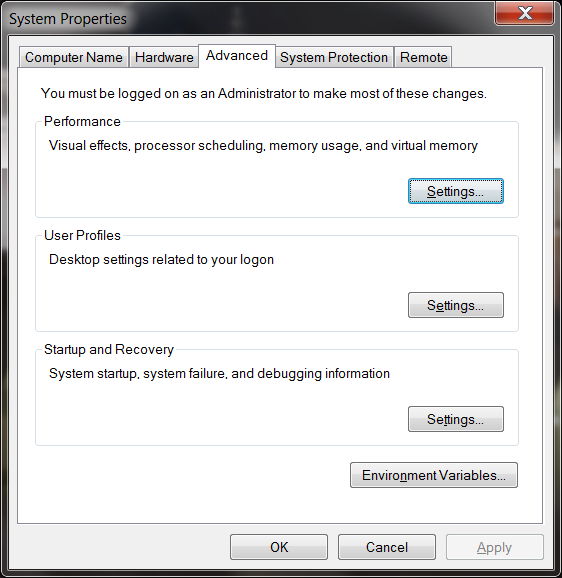 System Properties
Computer Name Hardware Advanced System Protection Remote
You must be logged on as an Administrator to make most of these changes.
Performance
Visual effects, processor scheduling, memory usage, and virtual memory
Settings...
User Profiles
Desktop settings related to your logon
Settings...
Startup and Recovery
System startup, system failure, and debugging information
Settings...
Environment Variables...
OK Cancel Apply